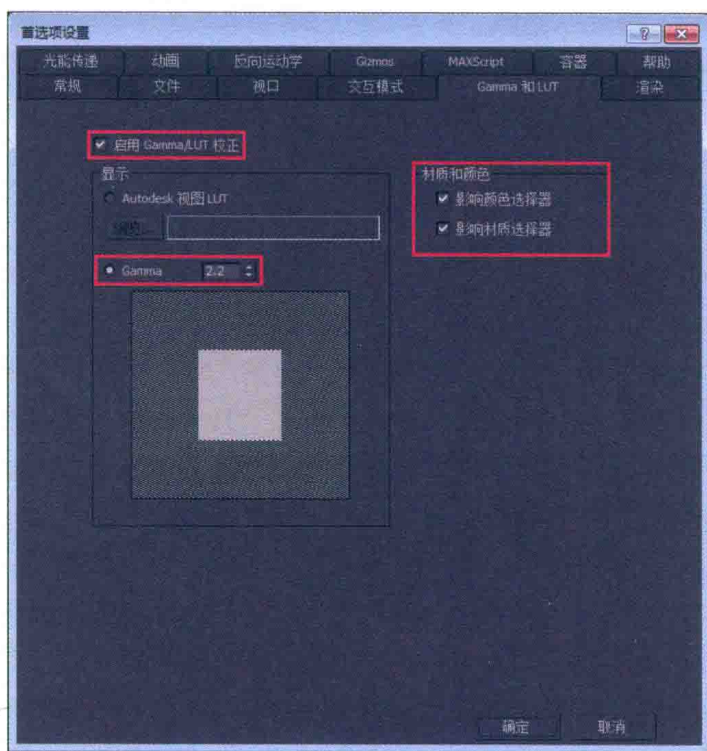 首选项设置
光能传递 动画 反向运动学 Gizmos MAXScript 容器 帮助
常规 文件 视口 交互模式 Gamma 和 LUT 渲染
启用 Gamma/LUT 校正
显示
Autodesk 视图 LUT
浏览...
Gamma 2.2
材质和颜色
影响颜色选择器
影响材质选择器
确定 取消